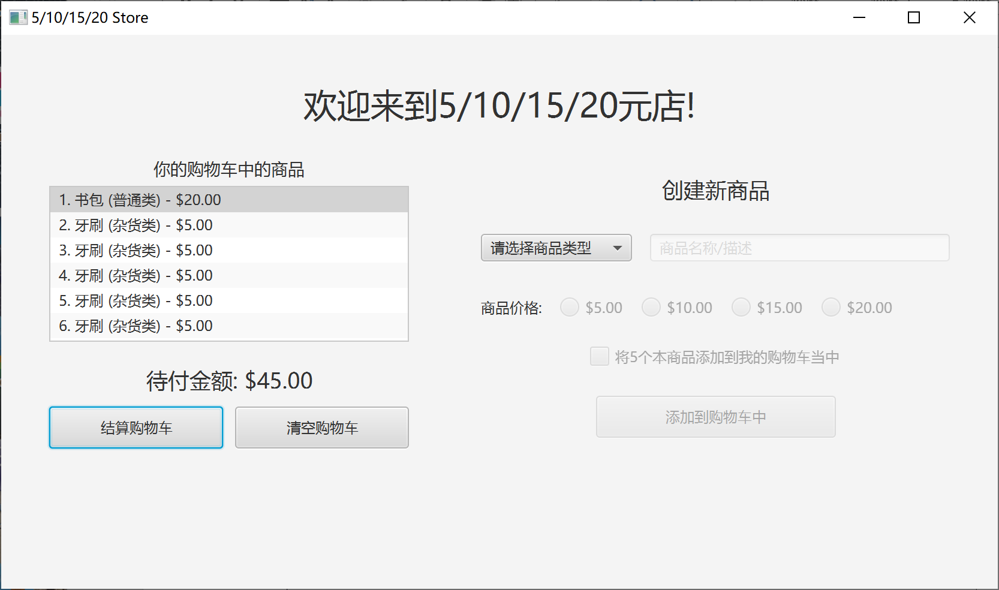 5/10/15/20 Store
欢迎来到5/10/15/20元店!
你的购物车中的商品
1. 书包 (普通类) - $20.00
2. 牙刷 (杂货类) - $5.00
3. 牙刷 (杂货类) - $5.00
4. 牙刷 (杂货类) - $5.00
5. 牙刷 (杂货类) - $5.00
6. 牙刷 (杂货类) - $5.00
待付金额: $45.00
结算购物车 清空购物车
创建新商品
请选择商品类型 商品名称/描述
商品价格: $5.00 $10.00 $15.00 $20.00
将5个本商品添加到我的购物车当中
添加到购物车中